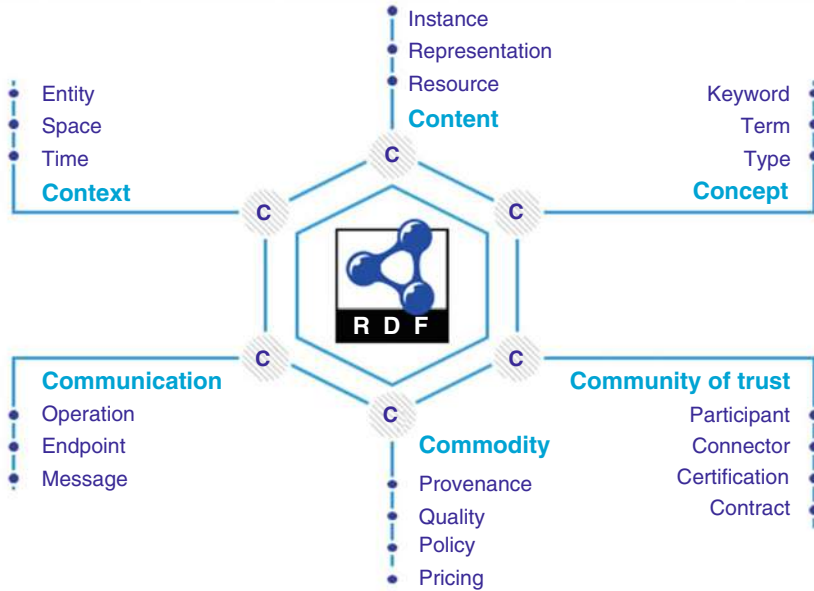 Instance
Representation
Resource
Content
Entity
Space
Time
Context
Keyword
Term
Type
Concept
C
C
C
RDF
C
C
C
Communication
Operation
Endpoint
Message
Commodity
Provenance
Quality
Policy
Pricing
Community of trust
Participant
Connector
Certification
Contract